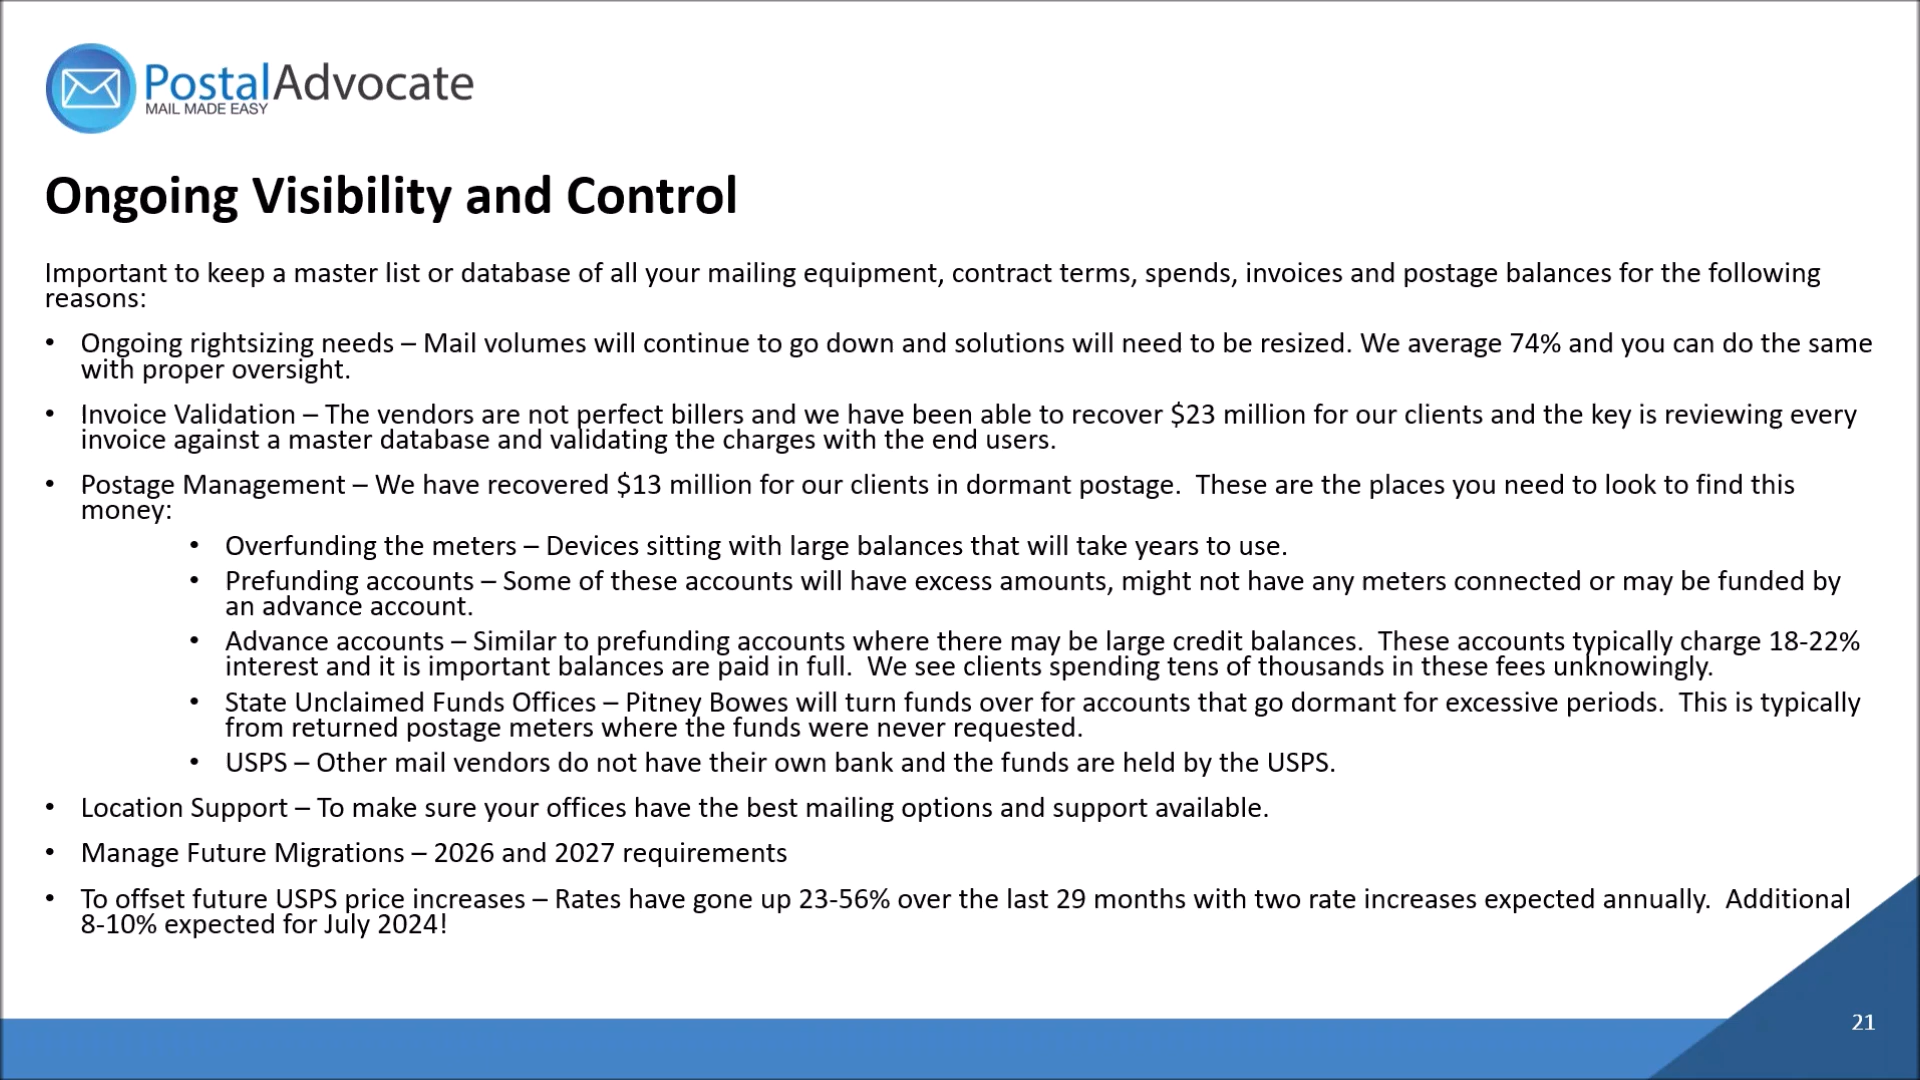 PostalAdvocate
MAIL MADE EASY
Ongoing Visibility and Control
Important to keep a master list or database of all your mailing equipment, contract terms, spends, invoices and postage balances for the following
reasons:
• Ongoing rightsizing needs – Mail volumes will continue to go down and solutions will need to be resized. We average 74% and you can do the same
with proper oversight.
• Invoice Validation – The vendors are not perfect billers and we have been able to recover $23 million for our clients and the key is reviewing every
invoice against a master database and validating the charges with the end users.
• Postage Management – We have recovered $13 million for our clients in dormant postage.  These are the places you need to look to find this
money:
• Overfunding the meters – Devices sitting with large balances that will take years to use.
• Prefunding accounts – Some of these accounts will have excess amounts, might not have any meters connected or may be funded by
an advance account.
• Advance accounts – Similar to prefunding accounts where there may be large credit balances.  These accounts typically charge 18-22%
interest and it is important balances are paid in full.  We see clients spending tens of thousands in these fees unknowingly.
• State Unclaimed Funds Offices – Pitney Bowes will turn funds over for accounts that go dormant for excessive periods.  This is typically
from returned postage meters where the funds were never requested.
• USPS – Other mail vendors do not have their own bank and the funds are held by the USPS.
• Location Support – To make sure your offices have the best mailing options and support available.
• Manage Future Migrations – 2026 and 2027 requirements
• To offset future USPS price increases – Rates have gone up 23-56% over the last 29 months with two rate increases expected annually.  Additional
8-10% expected for July 2024!
21